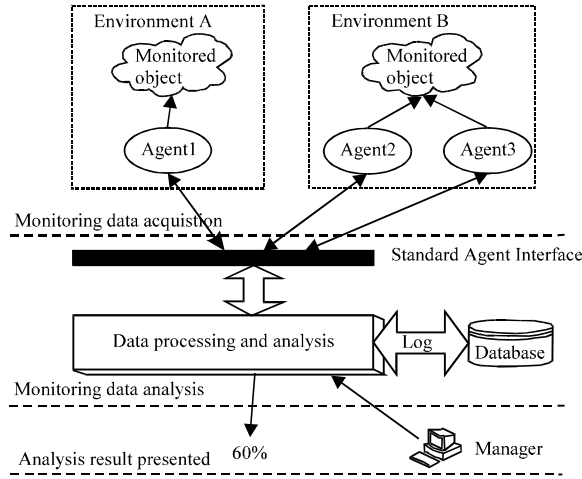 Environment A
Environment B
Monitored
object
Monitored
object
Agent1
Agent2
Agent3
Monitoring data acquistion
Standard Agent Interface
Data processing and analysis
Log
Database
Monitoring data analysis
60%
Manager
Analysis result presented